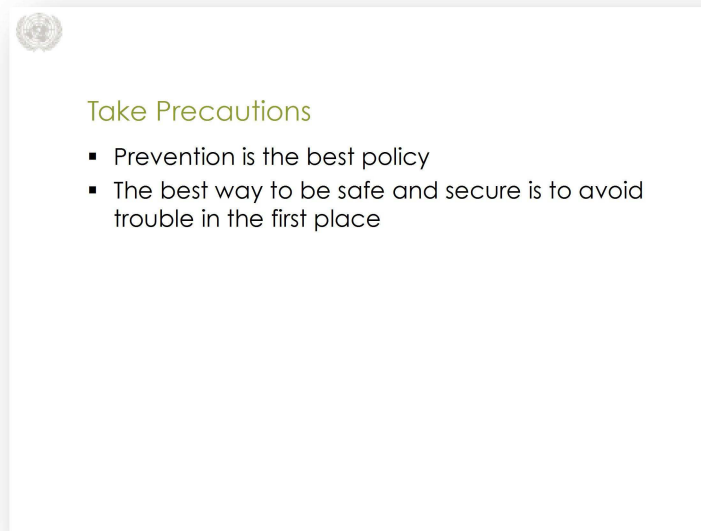 Take Precautions
▪ Prevention is the best policy
▪ The best way to be safe and secure is to avoid
trouble in the first place